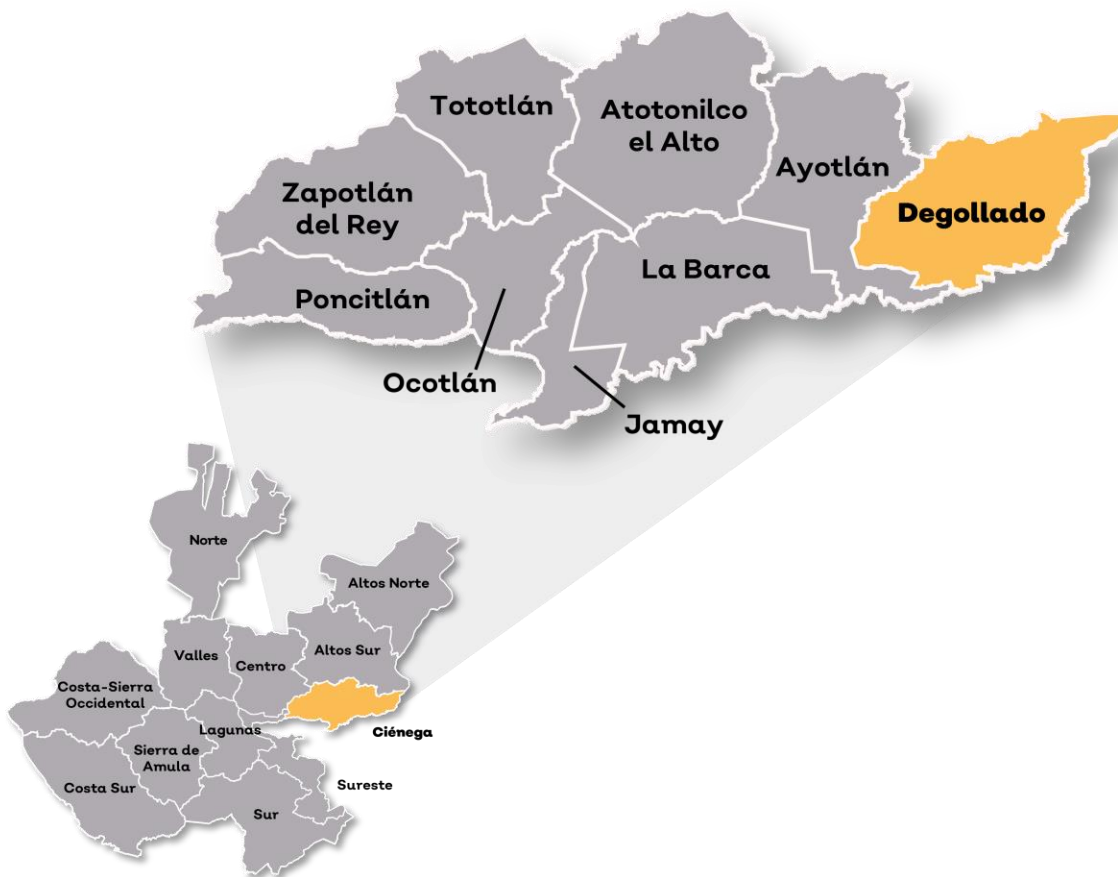 Tototlán
Atotonilco
el Alto
Ayotlán
Zapotlán
del Rey
Degollado
La Barca
Poncitlán
Ocotlán
Jamay
Norte
Altos Norte
Valles
Centro
Altos Sur
Costa-Sierra
Occidental
Lagunas
Ciénega
Sierra de
Amula
Costa Sur
Sureste
Sur